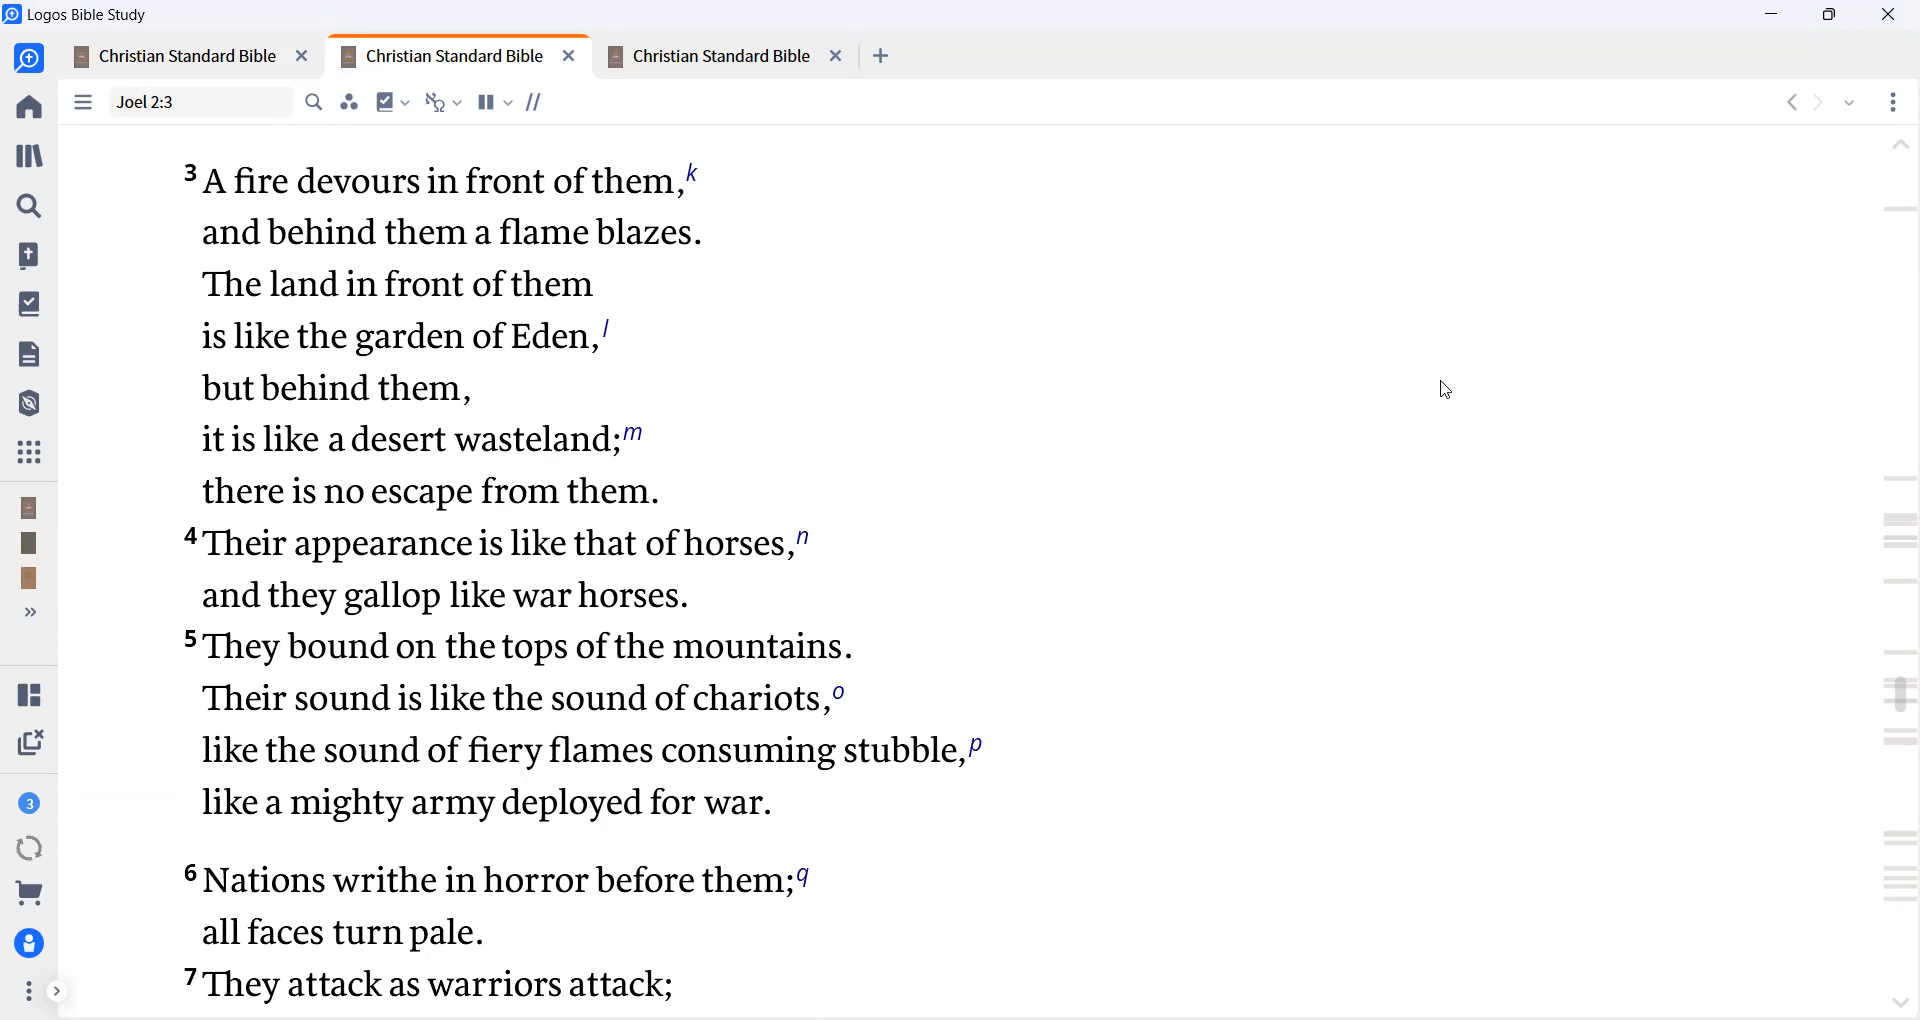 Logos Bible Study
Christian Standard Bible
Christian Standard Bible
Christian Standard Bible
Joel 2:3
3 A fire devours in front of them,k
and behind them a flame blazes.
The land in front of them
is like the garden of Eden,l
but behind them,
it is like a desert wasteland;m
there is no escape from them.
4 Their appearance is like that of horses,n
and they gallop like war horses.
5 They bound on the tops of the mountains.
Their sound is like the sound of chariots,o
like the sound of fiery flames consuming stubble,p
like a mighty army deployed for war.
6 Nations writhe in horror before them;q
all faces turn pale.
7 They attack as warriors attack;
3